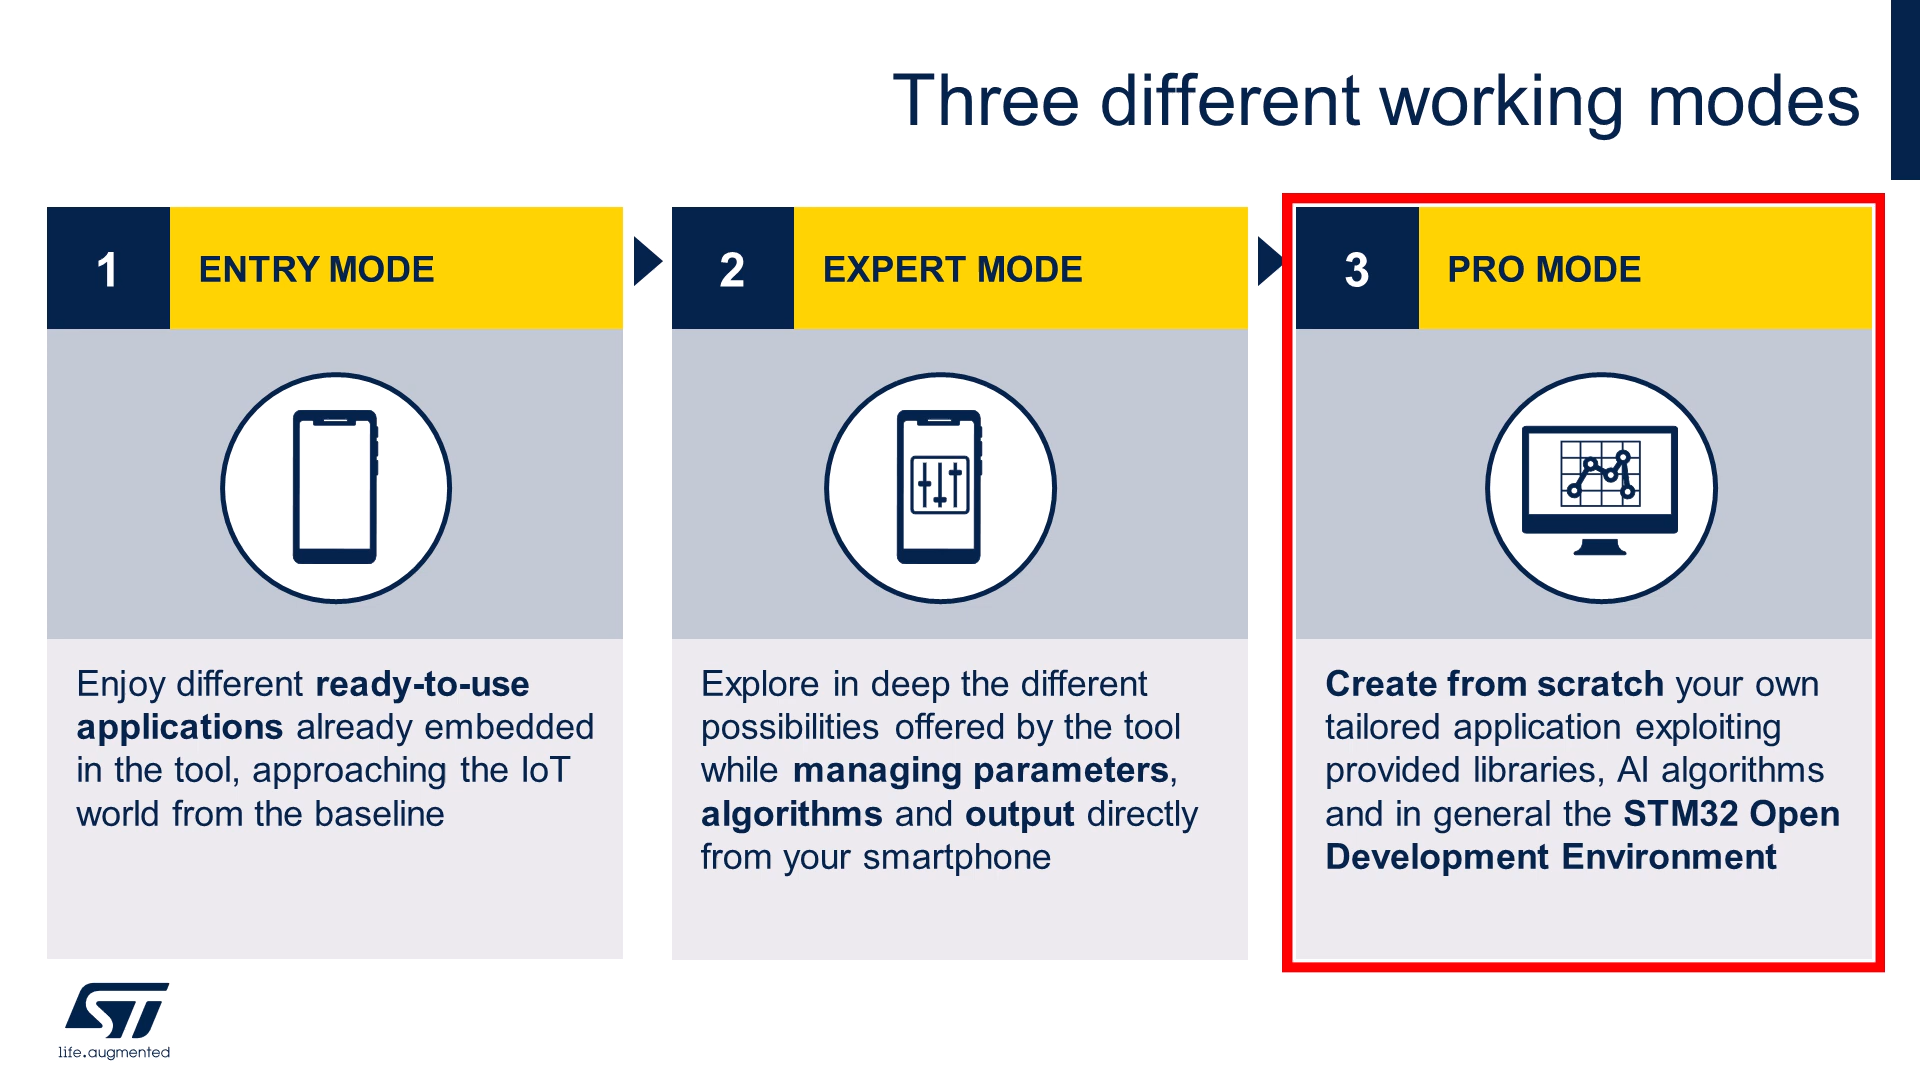 Three different working modes
1
ENTRY MODE
Enjoy different ready-to-use
applications already embedded
in the tool, approaching the IoT
world from the baseline
2
EXPERT MODE
Explore in deep the different
possibilities offered by the tool
while managing parameters,
algorithms and output directly
from your smartphone
3
PRO MODE
Create from scratch your own
tailored application exploiting
provided libraries, AI algorithms
and in general the STM32 Open
Development Environment
ST
life.augmented